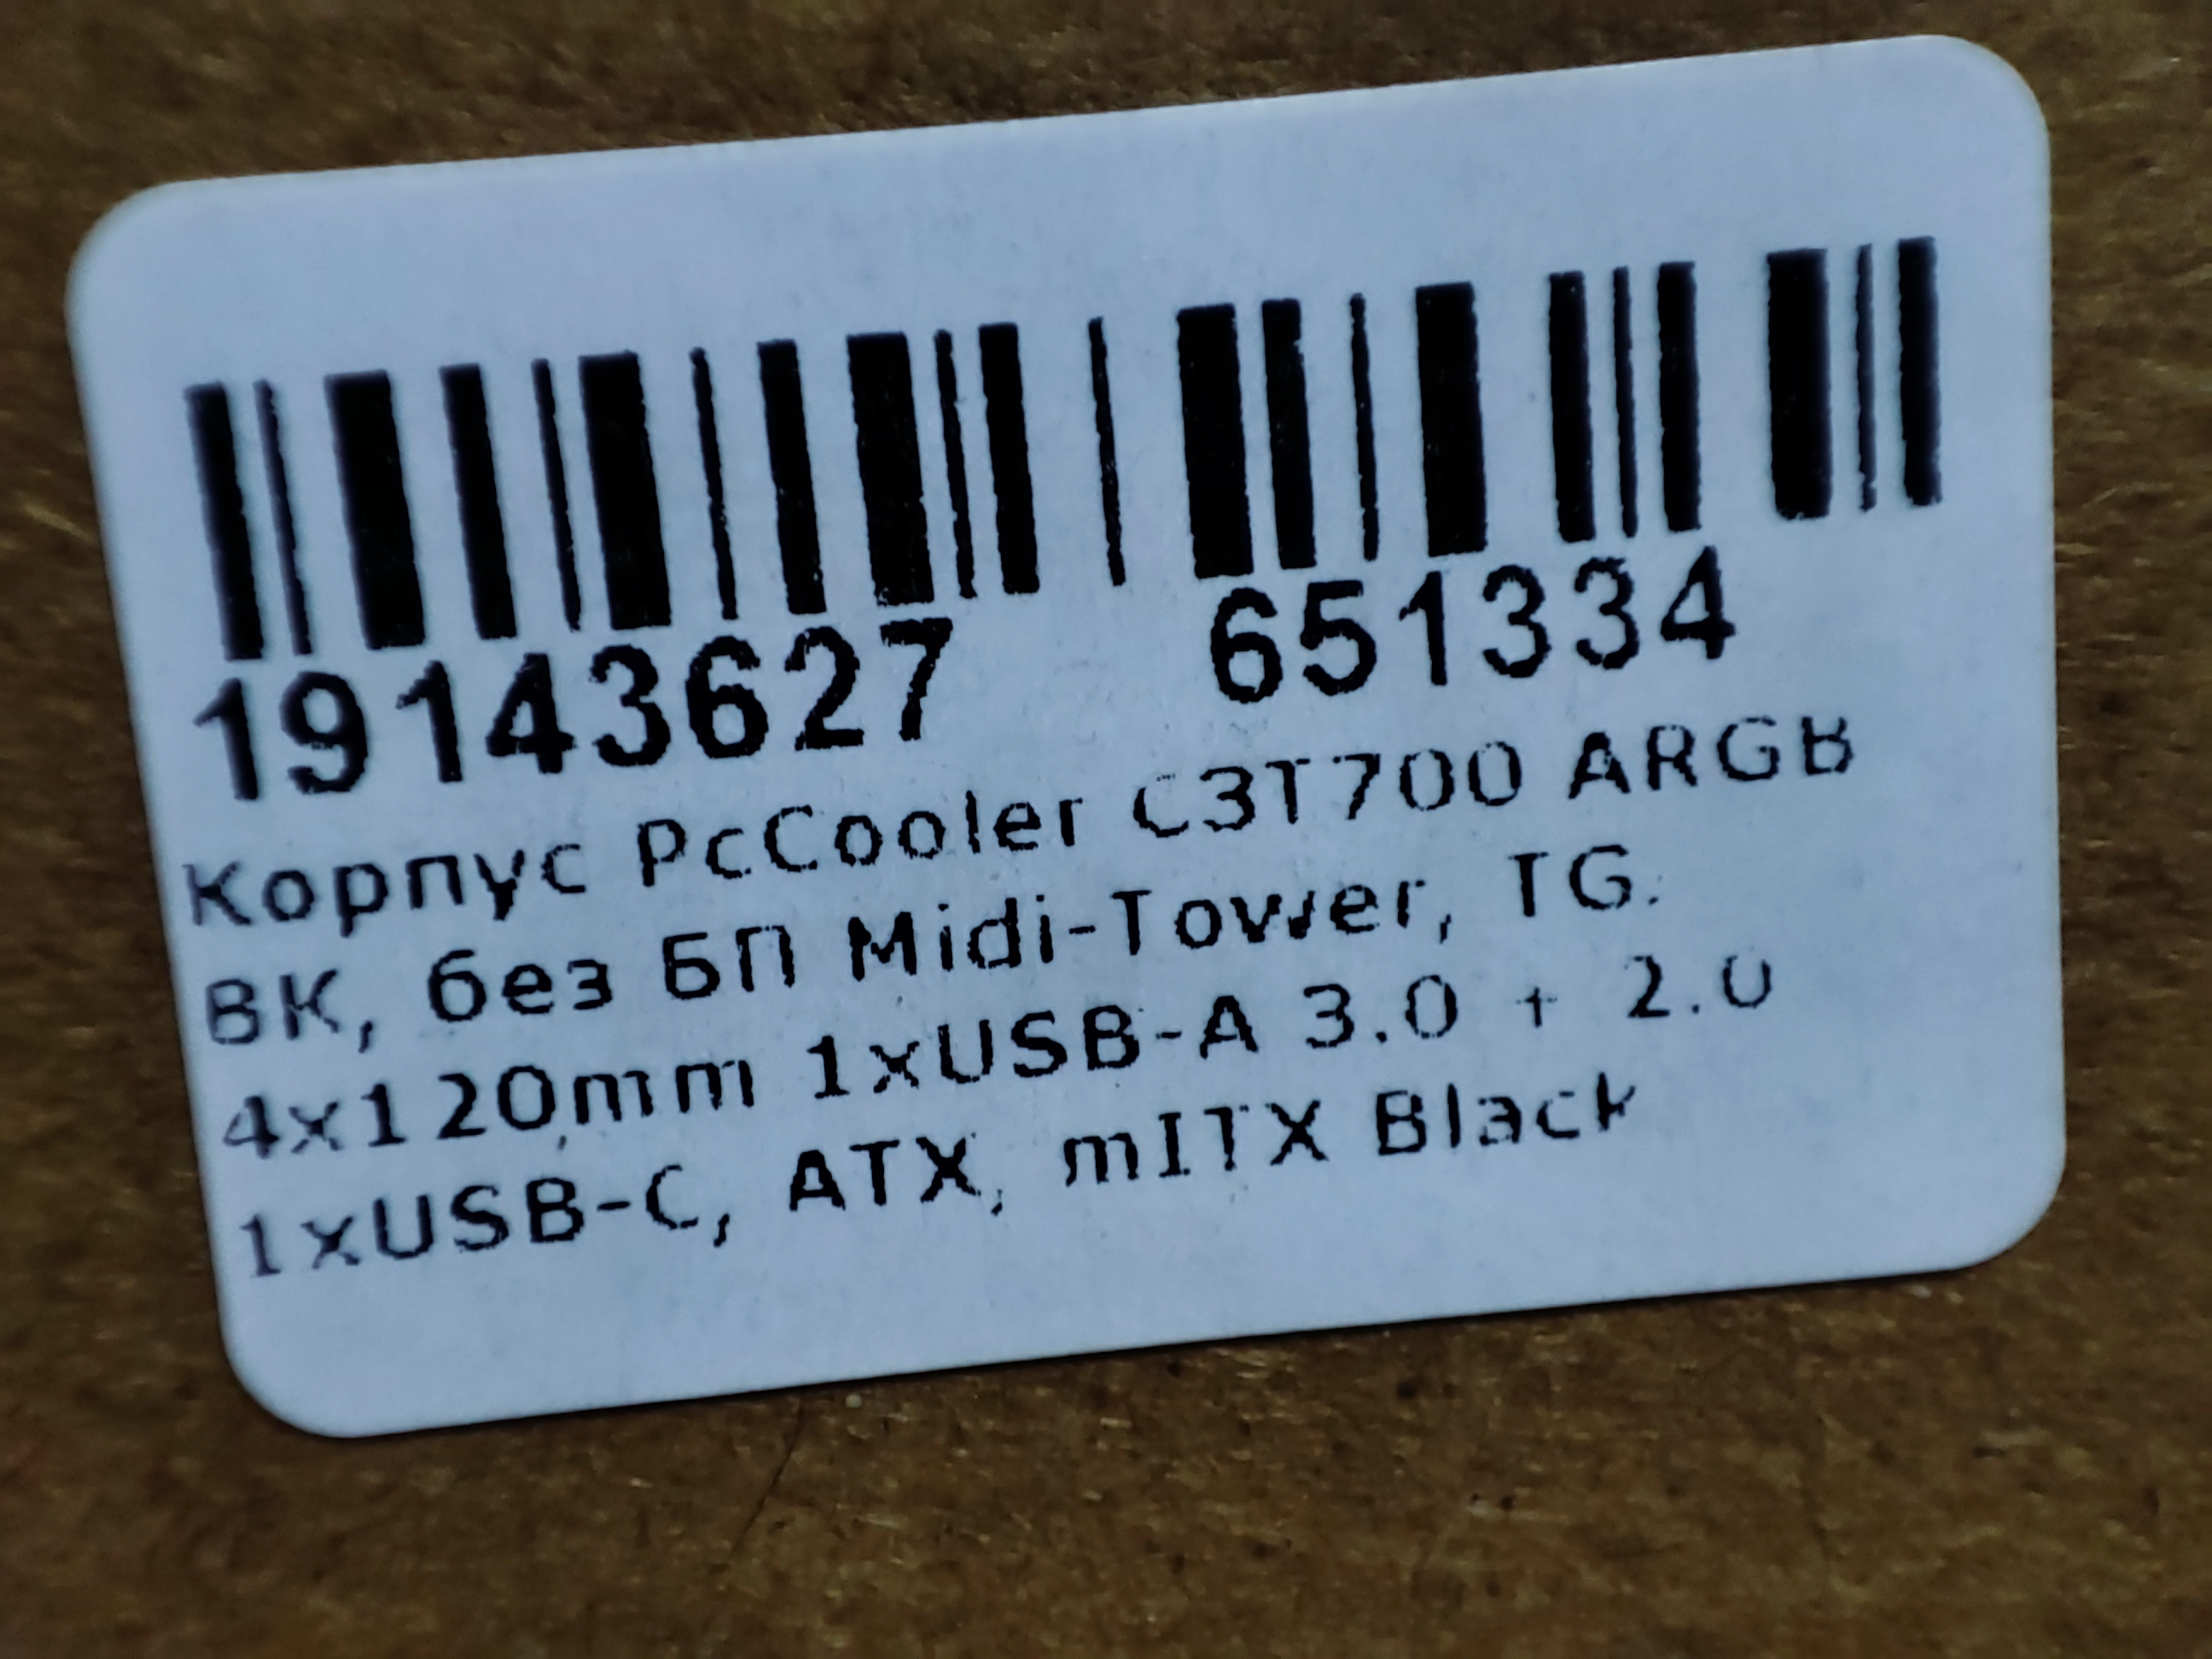 19143627 651334
Корпус PcCooler C3T700 ARGB
BK, без БП Midi-Tower, TG.
4x120mm 1xUSB-A 3.0 + 2.0
1xUSB-C, ATX, mITX Black